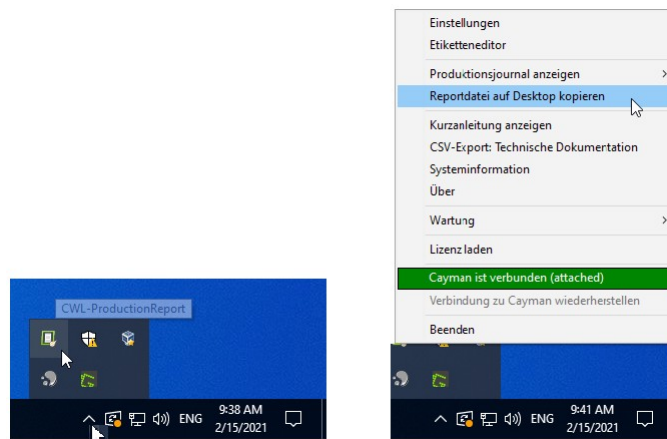 CWL-ProductionReport
ENG
9:38 AM
2/15/2021
Einstellungen
Etiketteneditor
Produktionsjournal anzeigen
Reportdatei auf Desktop kopieren
Kurzanleitung anzeigen
CSV-Export: Technische Dokumentation
Systeminformation
Über
Wartung
Lizenz laden
Cayman ist verbunden (attached)
Verbindung zu Cayman wiederherstellen
Beenden
ENG
9:41 AM
2/15/2021